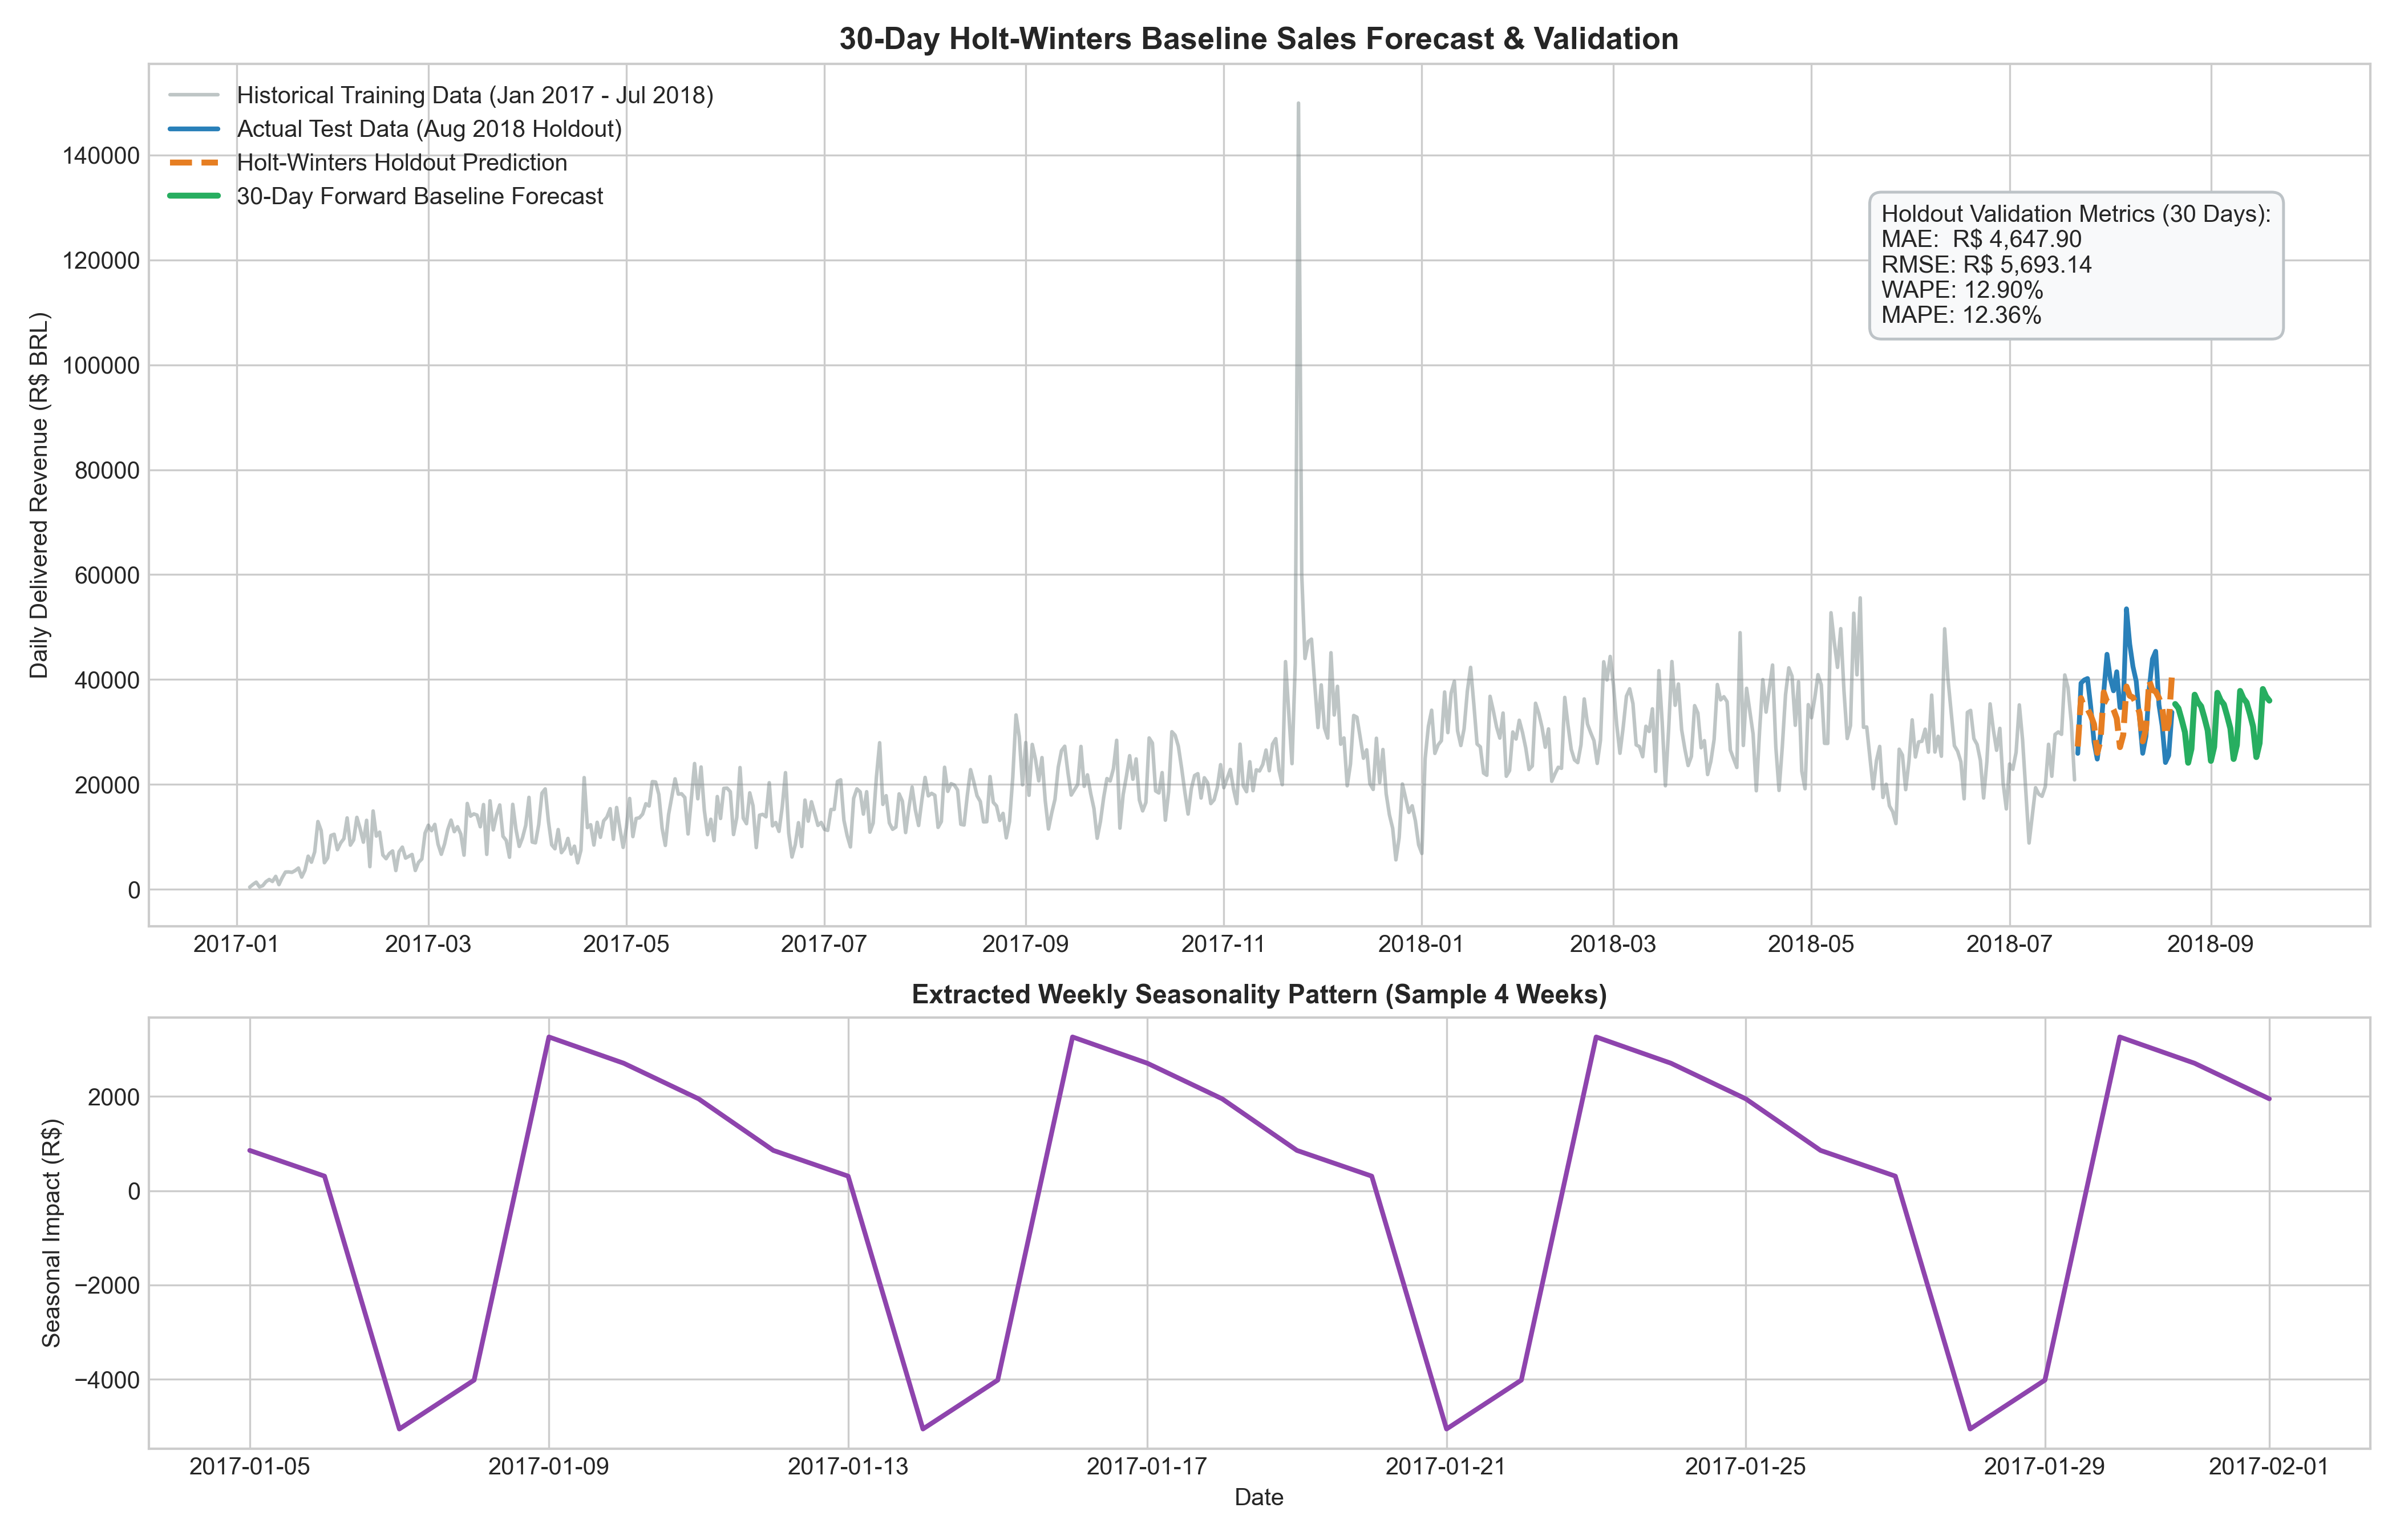 30-Day Holt-Winters Baseline Sales Forecast & Validation
Historical Training Data (Jan 2017 - Jul 2018)
Actual Test Data (Aug 2018 Holdout)
Holt-Winters Holdout Prediction
30-Day Forward Baseline Forecast
Holdout Validation Metrics (30 Days):
MAE:  R$ 4,647.90
RMSE: R$ 5,693.14
WAPE: 12.90%
MAPE: 12.36%
Daily Delivered Revenue (R$ BRL)
140000
120000
100000
80000
60000
40000
20000
0
2017-01 2017-03 2017-05 2017-07 2017-09 2017-11 2018-01 2018-03 2018-05 2018-07 2018-09
Extracted Weekly Seasonality Pattern (Sample 4 Weeks)
Seasonal Impact (R$)
2000
0
−2000
−4000
2017-01-05 2017-01-09 2017-01-13 2017-01-17 2017-01-21 2017-01-25 2017-01-29 2017-02-01
Date